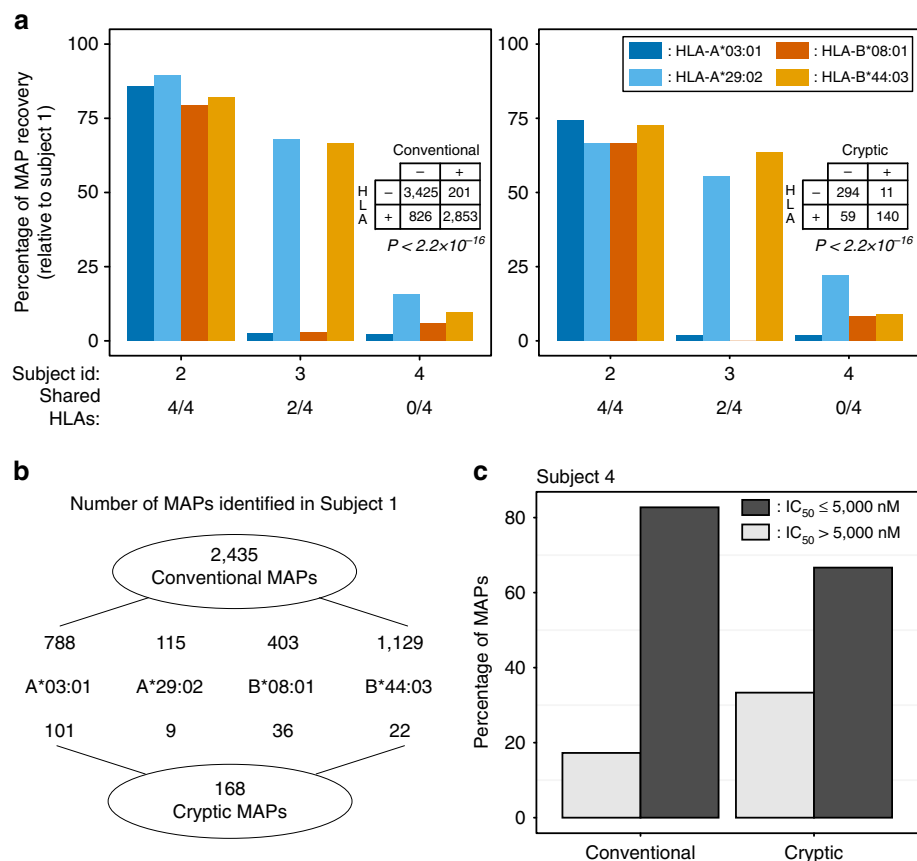 a
Percentage of MAP recovery
(relative to subject 1)
100
75
50
25
0
Conventional
– +
H
L
A
– 3,425 201
+ 826 2,853
P < 2.2×10⁻¹⁶
Subject id: 2 3 4
Shared
HLAs: 4/4 2/4 0/4
100
75
50
25
0
: HLA-A*03:01 : HLA-B*08:01
: HLA-A*29:02 : HLA-B*44:03
Cryptic
– +
H
L
A
– 294 11
+ 59 140
P < 2.2×10⁻¹⁶
2 3 4
4/4 2/4 0/4
b
Number of MAPs identified in Subject 1
2,435
Conventional MAPs
788 115 403 1,129
A*03:01 A*29:02 B*08:01 B*44:03
101 9 36 22
168
Cryptic MAPs
c
Subject 4
: IC₅₀ ≤ 5,000 nM
: IC₅₀ > 5,000 nM
Percentage of MAPs
80
60
40
20
0
Conventional Cryptic